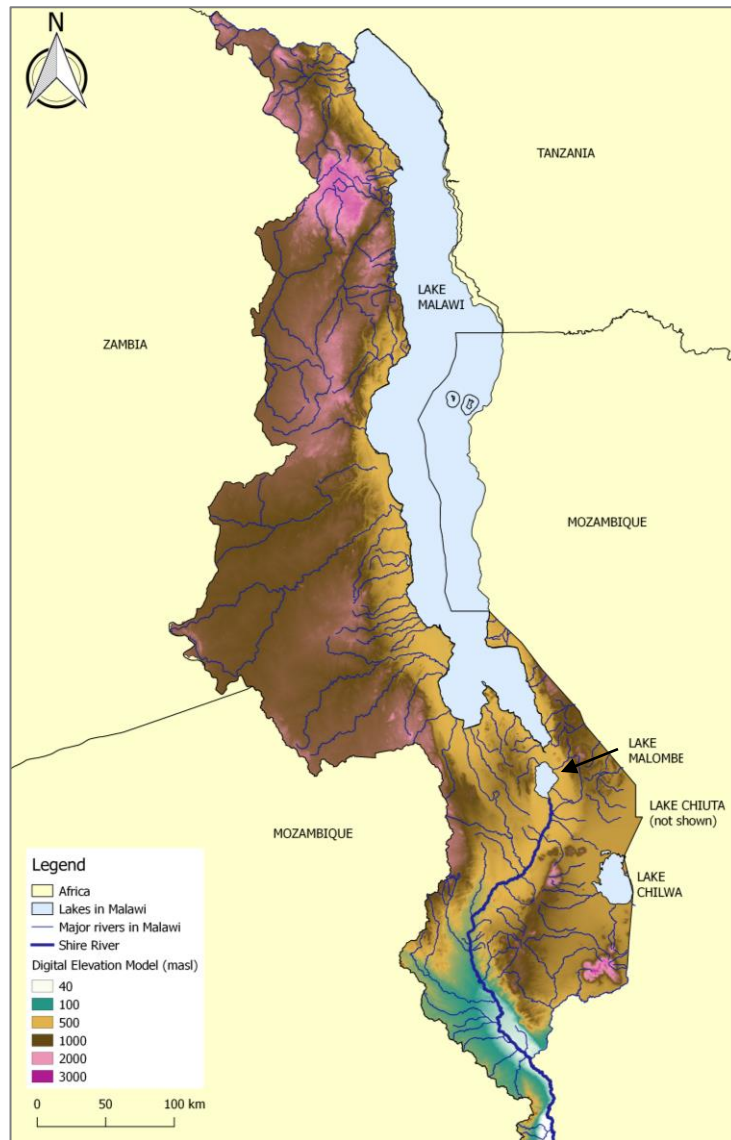 N
TANZANIA
LAKE
MALAWI
ZAMBIA
MOZAMBIQUE
LAKE
MALOMBE
LAKE CHIUTA
(not shown)
MOZAMBIQUE
LAKE
CHILWA
Legend
Africa
Lakes in Malawi
Major rivers in Malawi
Shire River
Digital Elevation Model (masl)
40
100
500
1000
2000
3000
0 50 100 km